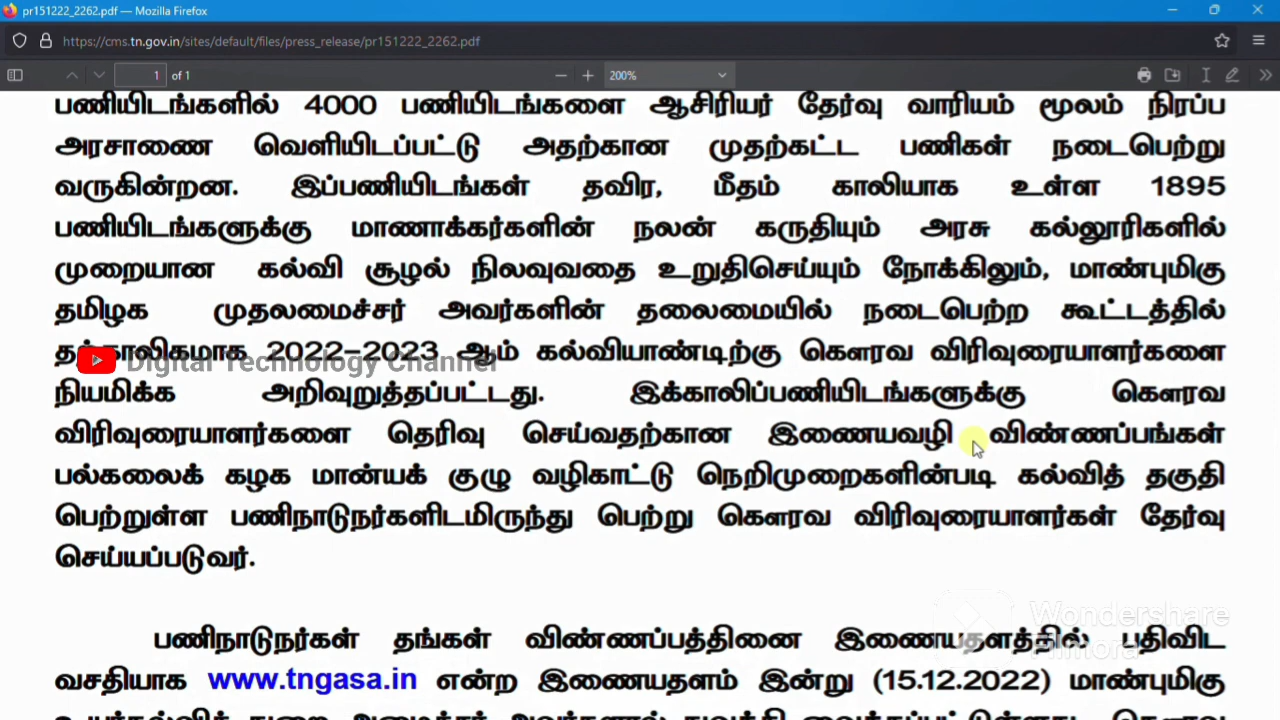 pr151222_2262.pdf — Mozilla Firefox
https://cms.tn.gov.in/sites/default/files/press_release/pr151222_2262.pdf
1 of 1 200%
பணியிடங்களில் 4000 பணியிடங்களை ஆசிரியர் தேர்வு வாரியம் மூலம் நிரப்ப
அரசாணை வெளியிடப்பட்டு அதற்கான முதற்கட்ட பணிகள் நடைபெற்று
வருகின்றன. இப்பணியிடங்கள் தவிர, மீதம் காலியாக உள்ள 1895
பணியிடங்களுக்கு மாணாக்கர்களின் நலன் கருதியும் அரசு கல்லூரிகளில்
முறையான கல்வி சூழல் நிலவுவதை உறுதிசெய்யும் நோக்கிலும், மாண்புமிகு
தமிழக முதலமைச்சர் அவர்களின் தலைமையில் நடைபெற்ற கூட்டத்தில்
தற்காலிகமாக 2022-2023 ஆம் கல்வியாண்டிற்கு கௌரவ விரிவுரையாளர்களை
Digital Technology Channel
நியமிக்க அறிவுறுத்தப்பட்டது. இக்காலிப்பணியிடங்களுக்கு கௌரவ
விரிவுரையாளர்களை தெரிவு செய்வதற்கான இணையவழி விண்ணப்பங்கள்
பல்கலைக் கழக மான்யக் குழு வழிகாட்டு நெறிமுறைகளின்படி கல்வித் தகுதி
பெற்றுள்ள பணிநாடுநர்களிடமிருந்து பெற்று கௌரவ விரிவுரையாளர்கள் தேர்வு
செய்யப்படுவர்.
Wondershare
Filmora
பணிநாடுநர்கள் தங்கள் விண்ணப்பத்தினை இணையதளத்தில் பதிவிட
வசதியாக www.tngasa.in என்ற இணையதளம் இன்று (15.12.2022) மாண்புமிகு